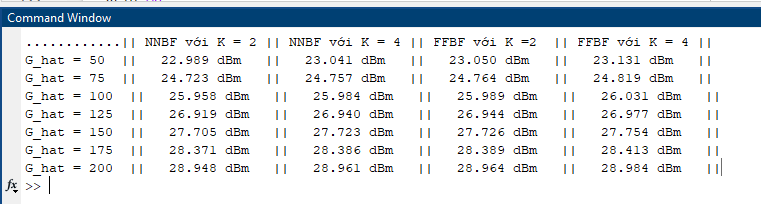 Command Window
............|| NNBF với K = 2 || NNBF với K = 4 || FFBF với K =2  || FFBF với K = 4 ||
G_hat = 50  ||   22.989 dBm   ||   23.041 dBm   ||   23.050 dBm   ||   23.131 dBm   ||
G_hat = 75  ||   24.723 dBm   ||   24.757 dBm   ||   24.764 dBm   ||   24.819 dBm   ||
G_hat = 100  ||   25.958 dBm   ||   25.984 dBm   ||   25.989 dBm   ||   26.031 dBm   ||
G_hat = 125  ||   26.919 dBm   ||   26.940 dBm   ||   26.944 dBm   ||   26.977 dBm   ||
G_hat = 150  ||   27.705 dBm   ||   27.723 dBm   ||   27.726 dBm   ||   27.754 dBm   ||
G_hat = 175  ||   28.371 dBm   ||   28.386 dBm   ||   28.389 dBm   ||   28.413 dBm   ||
G_hat = 200  ||   28.948 dBm   ||   28.961 dBm   ||   28.964 dBm   ||   28.984 dBm   ||
fx >>